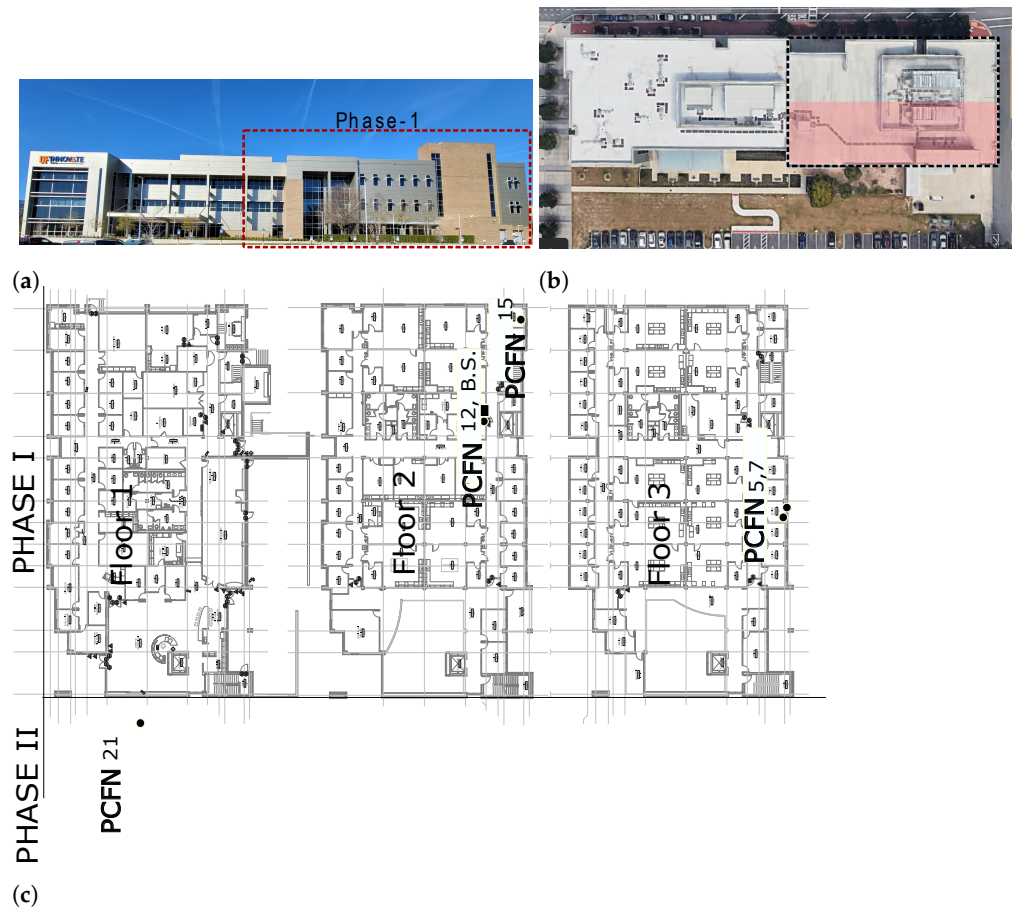 Phase-1
UF INNOVATE
(a)
(b)
PHASE I
PHASE II
Floor 1
PCFN 21
Floor 2
PCFN 12, B.S.
PCFN 15
Floor 3
PCFN 5,7
(c)